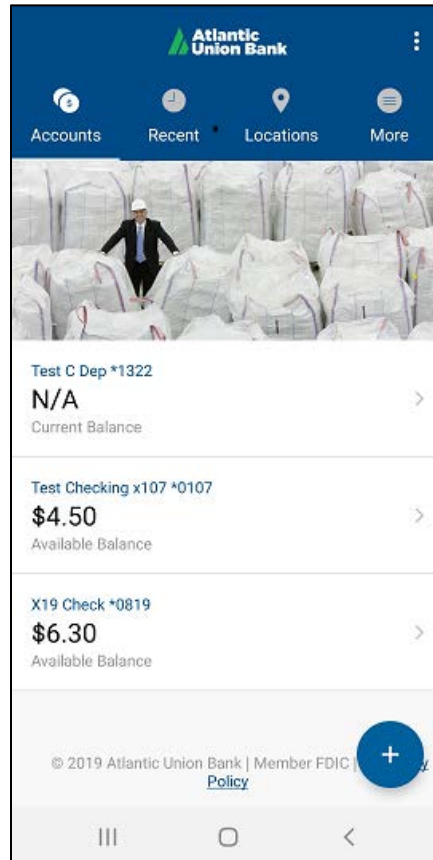 Atlantic
Union Bank
Accounts Recent Locations More
Test C Dep *1322
N/A
Current Balance
Test Checking x107 *0107
$4.50
Available Balance
X19 Check *0819
$6.30
Available Balance
© 2019 Atlantic Union Bank | Member FDIC |
Policy